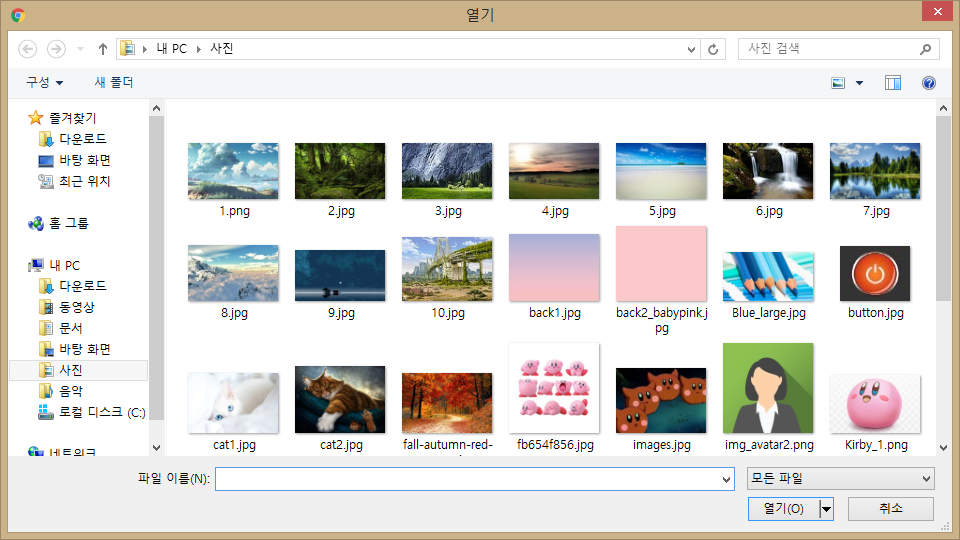 열기
내 PC
사진
사진 검색
구성
새 폴더
즐겨찾기
다운로드
바탕 화면
최근 위치
홈 그룹
내 PC
다운로드
동영상
문서
바탕 화면
사진
음악
로컬 디스크 (C:)
네트워크
1.png
2.jpg
3.jpg
4.jpg
5.jpg
6.jpg
7.jpg
8.jpg
9.jpg
10.jpg
back1.jpg
back2_babypink.j
pg
Blue_large.jpg
button.jpg
cat1.jpg
cat2.jpg
fall-autumn-red-
fb654f856.jpg
images.jpg
img_avatar2.png
Kirby_1.png
파일 이름(N):
모든 파일
열기(O)
취소